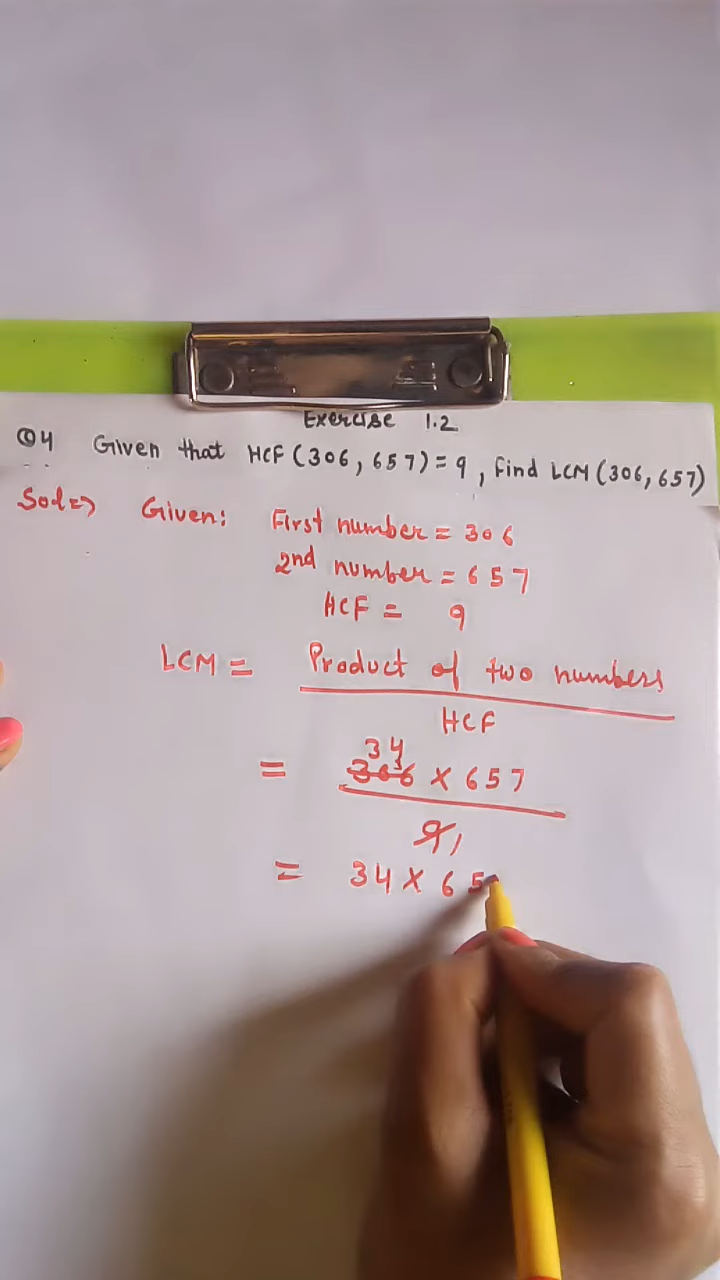 Exercise 1.2
Q4 Given that HCF (306, 657) = 9, find LCM (306, 657)
Sol=> Given: First number = 306
2nd number = 657
HCF = 9
LCM = Product of two numbers
HCF
34
= 306 × 657
9 1
= 34 × 65